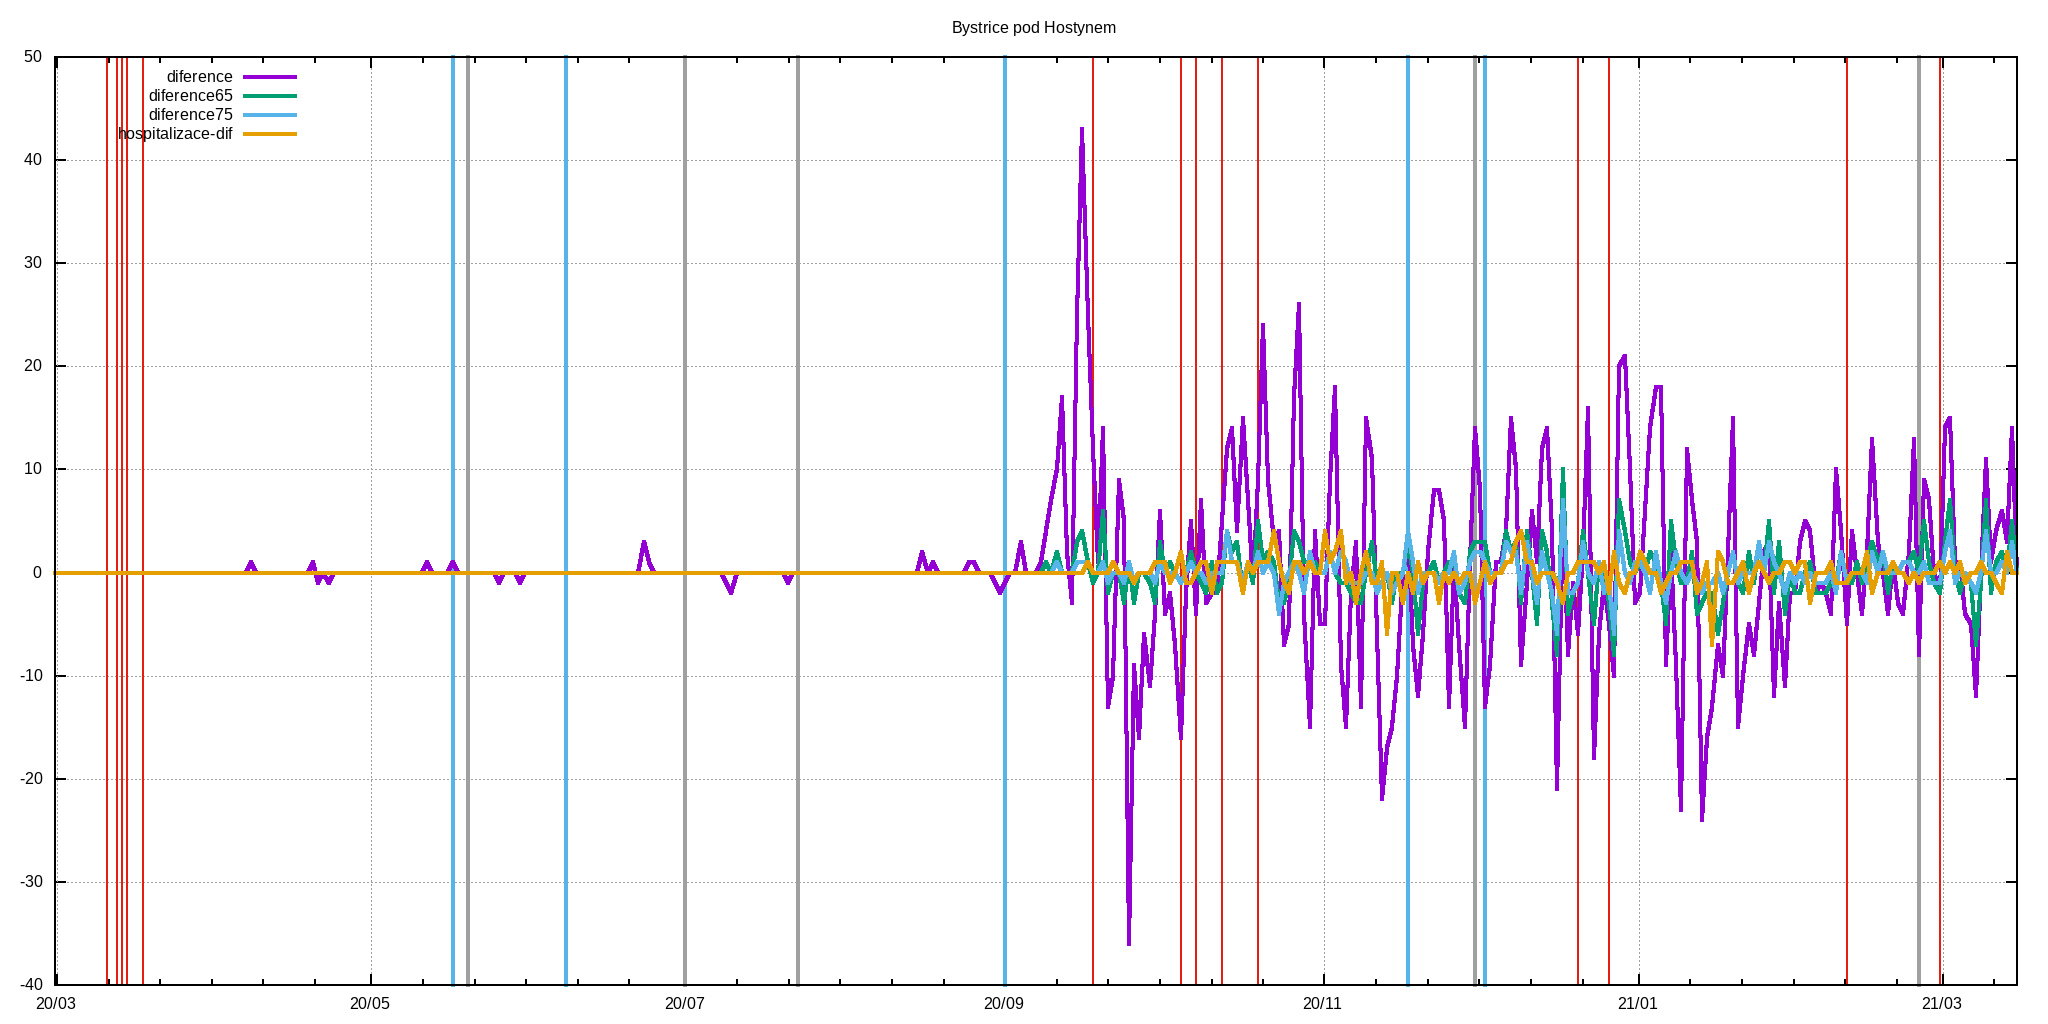 Bystrice pod Hostynem
50
40
30
20
10
0
-10
-20
-30
-40
diference
diference65
diference75
hospitalizace-dif
20/03 20/05 20/07 20/09 20/11 21/01 21/03